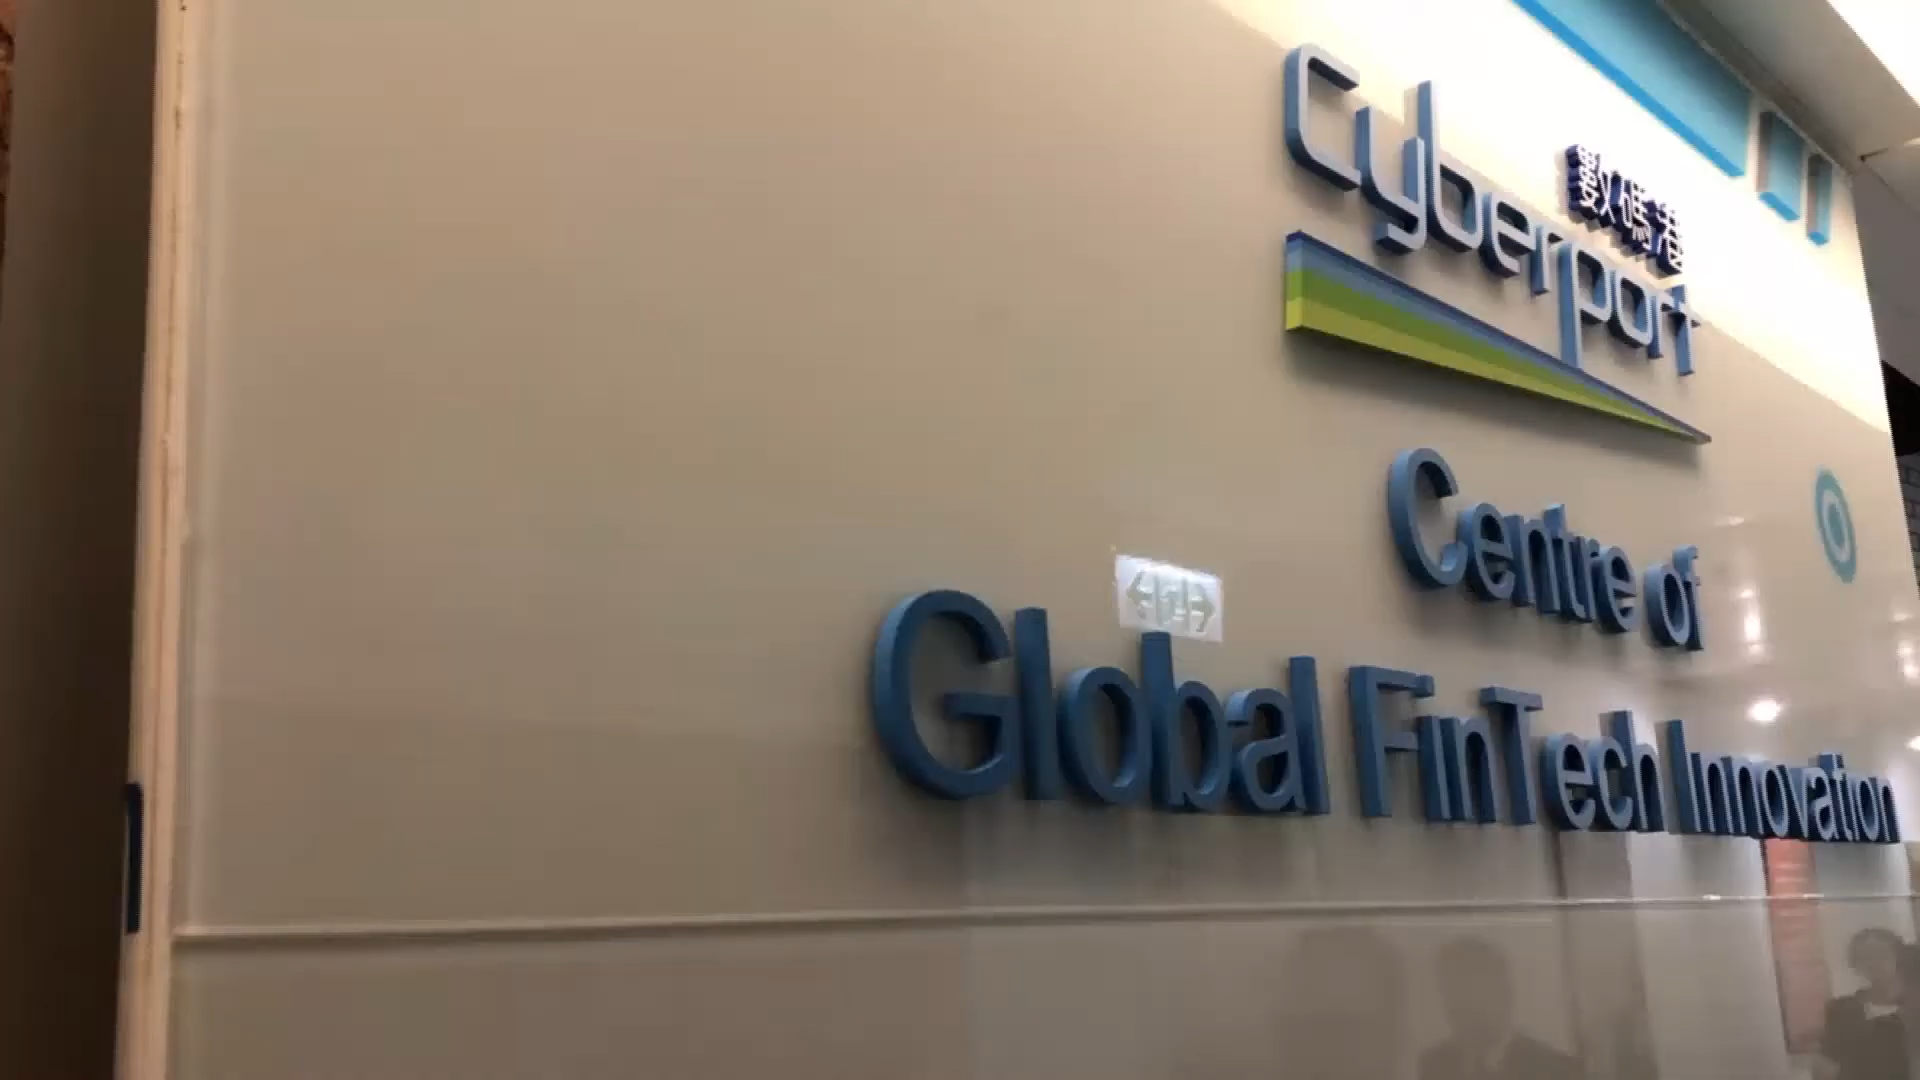 數碼港
Cyberport
Centre of
Global FinTech Innovation